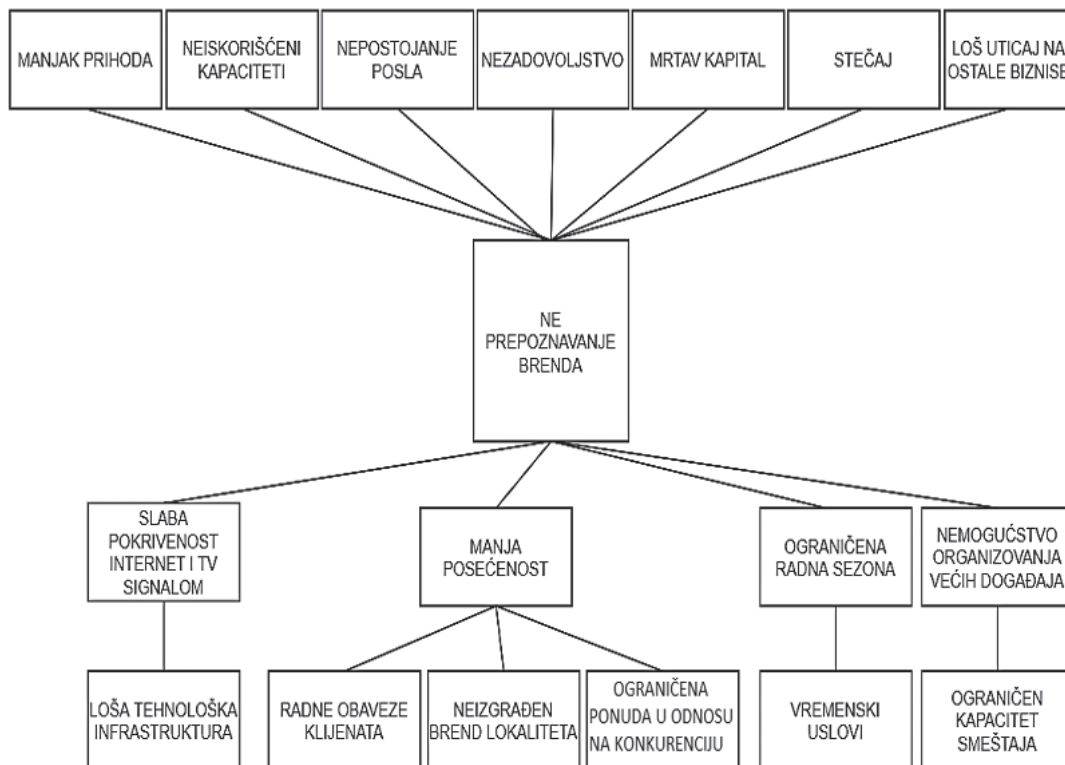 MANJAK PRIHODA
NEISKORIŠĆENI
KAPACITETI
NEPOSTOJANJE
POSLA
NEZADOVOLJSTVO
MRTAV KAPITAL
STEČAJ
LOŠ UTICAJ NA
OSTALE BIZNISE
NE
PREPOZNAVANJE
BRENDA
SLABA
POKRIVENOST
INTERNET I TV
SIGNALOM
MANJA
POSEĆENOST
OGRANIČENA
RADNA SEZONA
NEMOGUĆSTVO
ORGANIZOVANJA
VEĆIH DOGAĐAJA
LOŠA TEHNOLOŠKA
INFRASTRUKTURA
RADNE OBAVEZE
KLIJENATA
NEIZGRAĐEN
BREND LOKALITETA
OGRANIČENA
PONUDA U ODNOSU
NA KONKURENCIJU
VREMENSKI
USLOVI
OGRANIČEN
KAPACITET
SMEŠTAJA